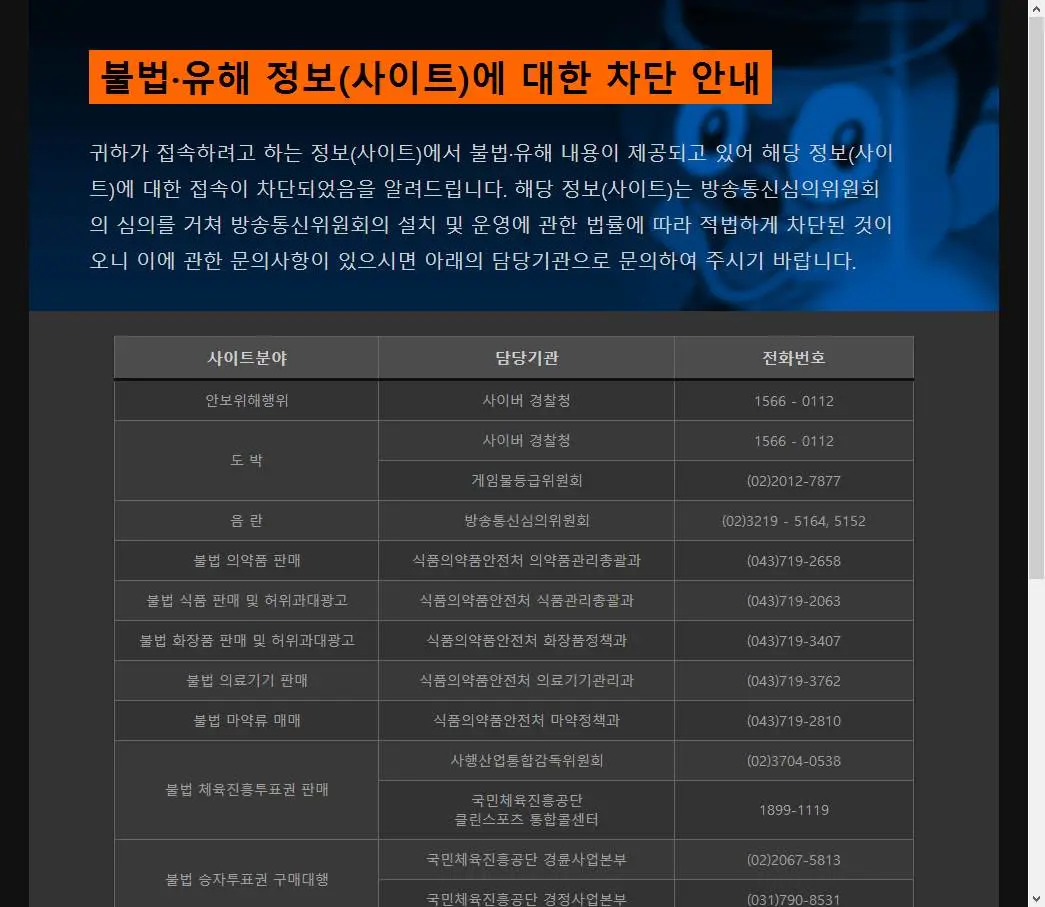 불법·유해 정보(사이트)에 대한 차단 안내
귀하가 접속하려고 하는 정보(사이트)에서 불법·유해 내용이 제공되고 있어 해당 정보(사이
트)에 대한 접속이 차단되었음을 알려드립니다. 해당 정보(사이트)는 방송통신심의위원회
의 심의를 거쳐 방송통신위원회의 설치 및 운영에 관한 법률에 따라 적법하게 차단된 것이
오니 이에 관한 문의사항이 있으시면 아래의 담당기관으로 문의하여 주시기 바랍니다.
사이트분야 담당기관 전화번호
안보위해행위 사이버 경찰청 1566 - 0112
도 박 사이버 경찰청 1566 - 0112
게임물등급위원회 (02)2012-7877
음 란 방송통신심의위원회 (02)3219 - 5164, 5152
불법 의약품 판매 식품의약품안전처 의약품관리총괄과 (043)719-2658
불법 식품 판매 및 허위과대광고 식품의약품안전처 식품관리총괄과 (043)719-2063
불법 화장품 판매 및 허위과대광고 식품의약품안전처 화장품정책과 (043)719-3407
불법 의료기기 판매 식품의약품안전처 의료기기관리과 (043)719-3762
불법 마약류 매매 식품의약품안전처 마약정책과 (043)719-2810
불법 체육진흥투표권 판매 사행산업통합감독위원회 (02)3704-0538
국민체육진흥공단
클린스포츠 통합콜센터 1899-1119
불법 승자투표권 구매대행 국민체육진흥공단 경륜사업본부 (02)2067-5813
국민체육진흥공단 경정사업본부 (031)790-8531